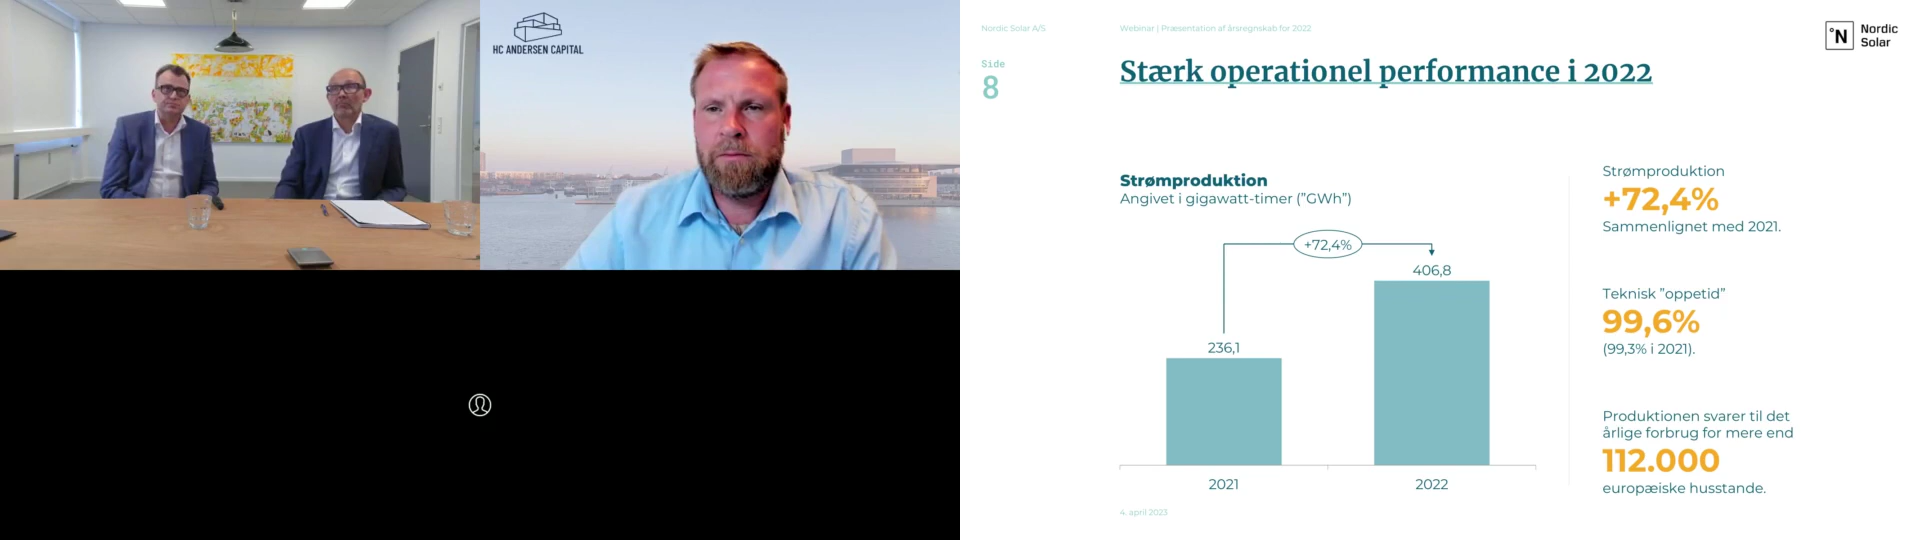 HC ANDERSEN CAPITAL
Nordic Solar A/S
Webinar | Præsentation af årsregnskab for 2022
°N Nordic
Solar
Side
8
Stærk operationel performance i 2022
Strømproduktion
Angivet i gigawatt-timer (”GWh”)
+72,4%
406,8
236,1
2021
2022
4. april 2023
Strømproduktion
+72,4%
Sammenlignet med 2021.
Teknisk ”oppetid”
99,6%
(99,3% i 2021).
Produktionen svarer til det
årlige forbrug for mere end
112.000
europæiske husstande.